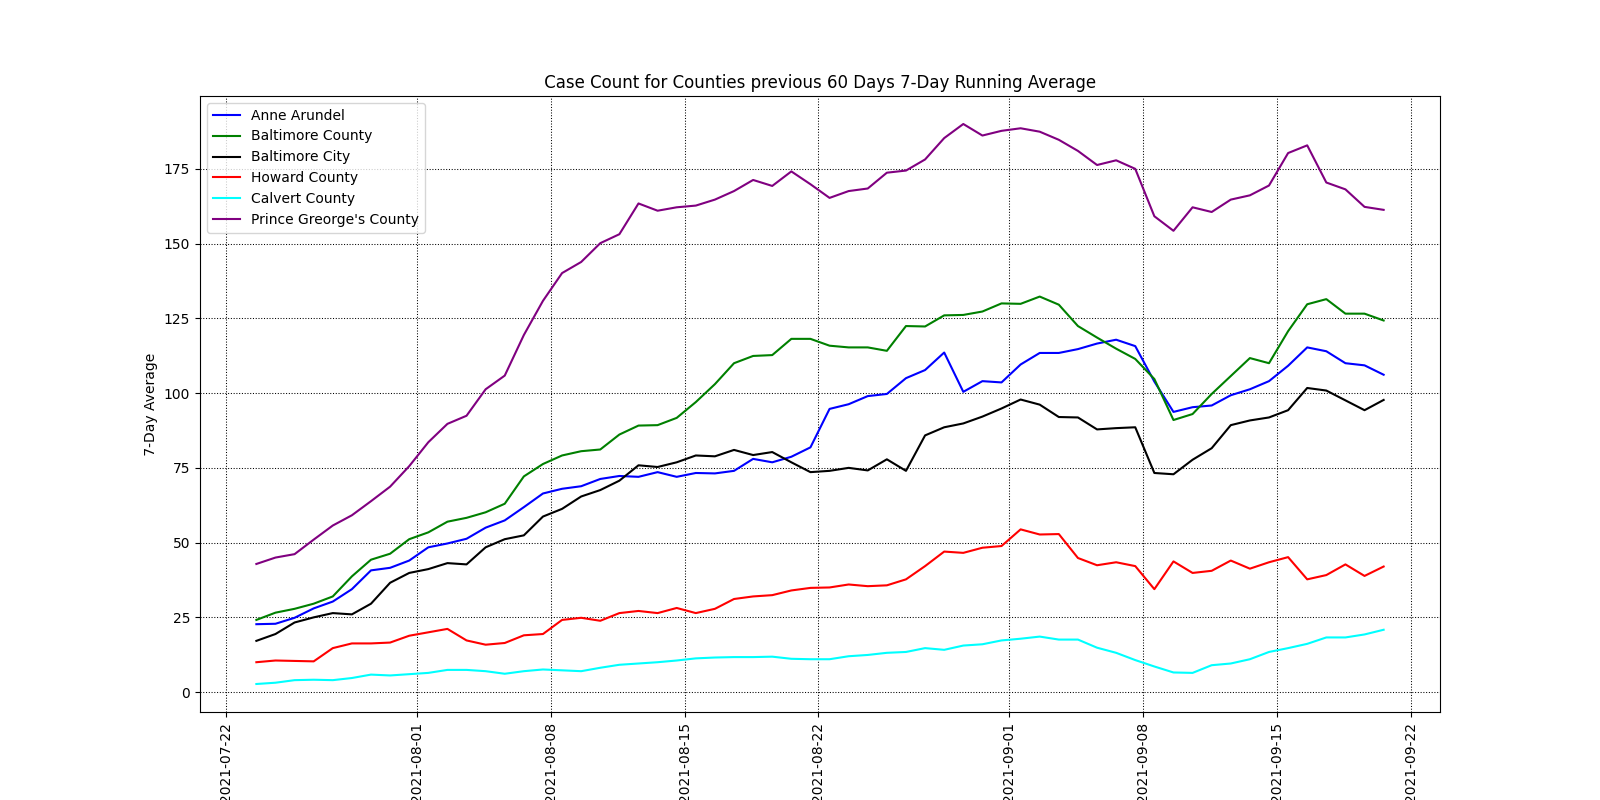 Case Count for Counties previous 60 Days 7-Day Running Average
Anne Arundel
Baltimore County
Baltimore City
Howard County
Calvert County
Prince Greorge's County
7-Day Average
175
150
125
100
75
50
25
0
2021-07-22
2021-08-01
2021-08-08
2021-08-15
2021-08-22
2021-09-01
2021-09-08
2021-09-15
2021-09-22